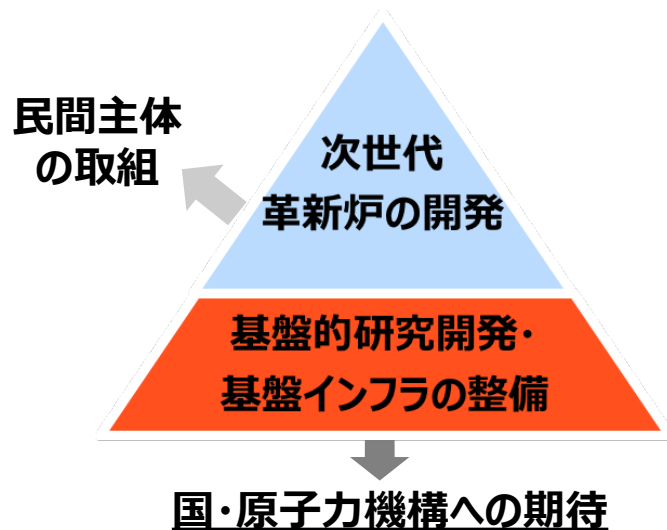 民間主体
の取組
次世代
革新炉の開発
基盤的研究開発・
基盤インフラの整備
国・原子力機構への期待